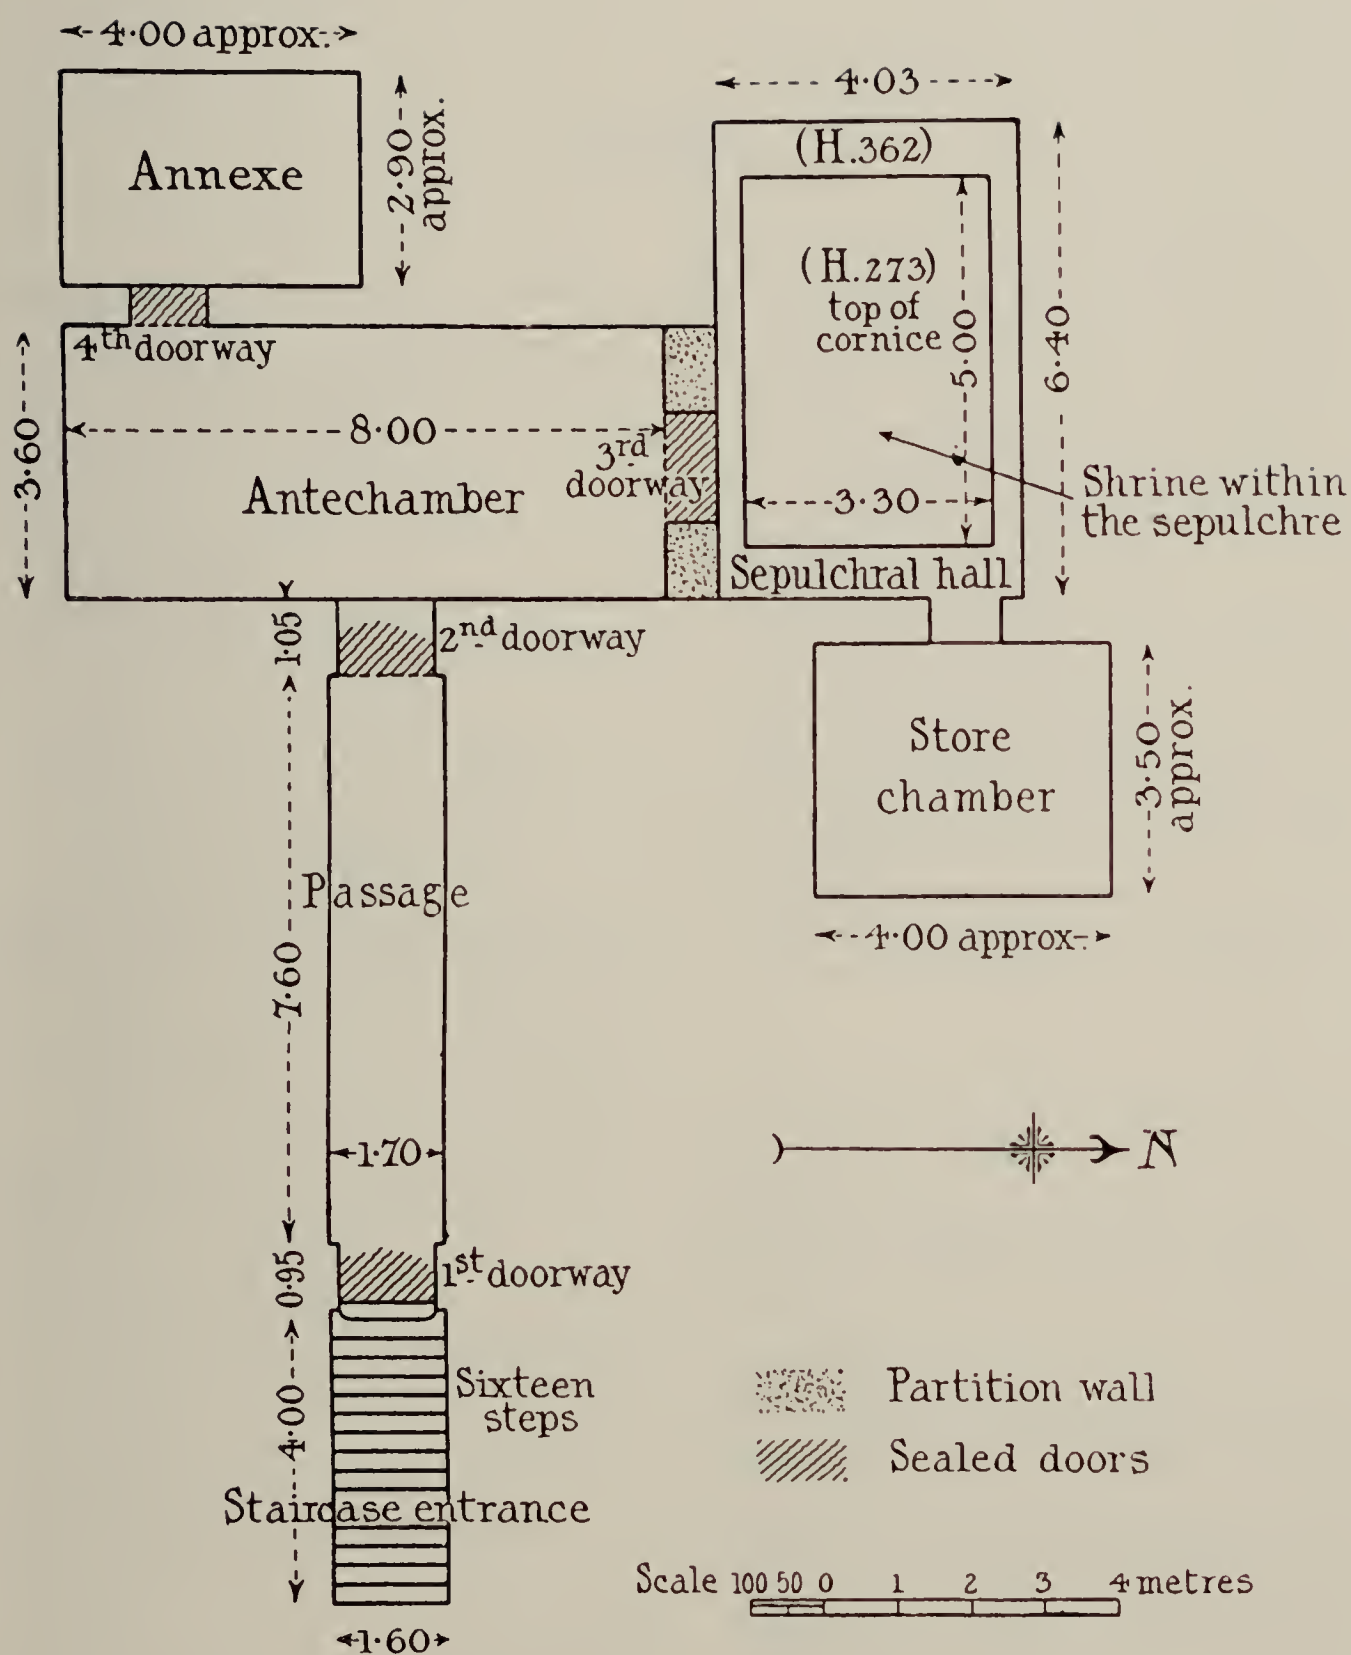 4·00 approx.
Annexe
2·90
approx.
4·03
(H.362)
(H.273)
top of
cornice
5·00
6·40
3·30
Shrine within
the sepulchre
Sepulchral hall
4th doorway
3·60
8·00
Antechamber
3rd
doorway
1·05
2nd doorway
Store
chamber
3·50
approx.
4·00 approx.
Passage
7·60
1·70
N
0·95
1st doorway
4·00
Sixteen
steps
Staircase entrance
1·60
Partition wall
Sealed doors
Scale 100 50 0 1 2 3 4 metres